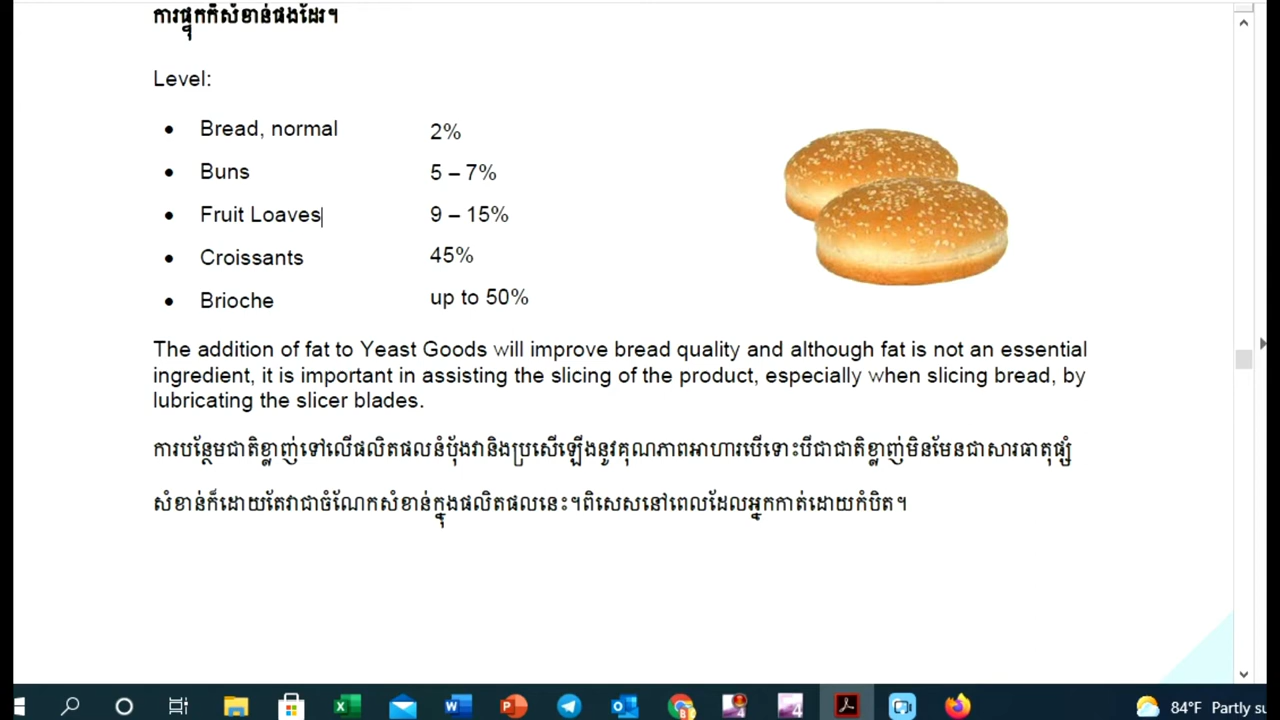 ការផ្ទុកក៏សំខាន់ផងដែរ។
Level:
• Bread, normal 2%
• Buns 5 – 7%
• Fruit Loaves 9 – 15%
• Croissants 45%
• Brioche up to 50%
The addition of fat to Yeast Goods will improve bread quality and although fat is not an essential
ingredient, it is important in assisting the slicing of the product, especially when slicing bread, by
lubricating the slicer blades.
ការបន្ថែមជាតិខ្លាញ់ទៅលើផលិតផលនំប៉័ងវានិងប្រសើឡើងនូវគុណភាពអាហារបើទោះបីជាជាតិខ្លាញ់មិនមែនជាសារធាតុផ្សំ
សំខាន់ក៏ដោយតែវាជាចំណែកសំខាន់ក្នុងផលិតផលនេះ។ពិសេសនៅពេលដែលអ្នកកាត់ដោយកំបិត។
84°F Partly su